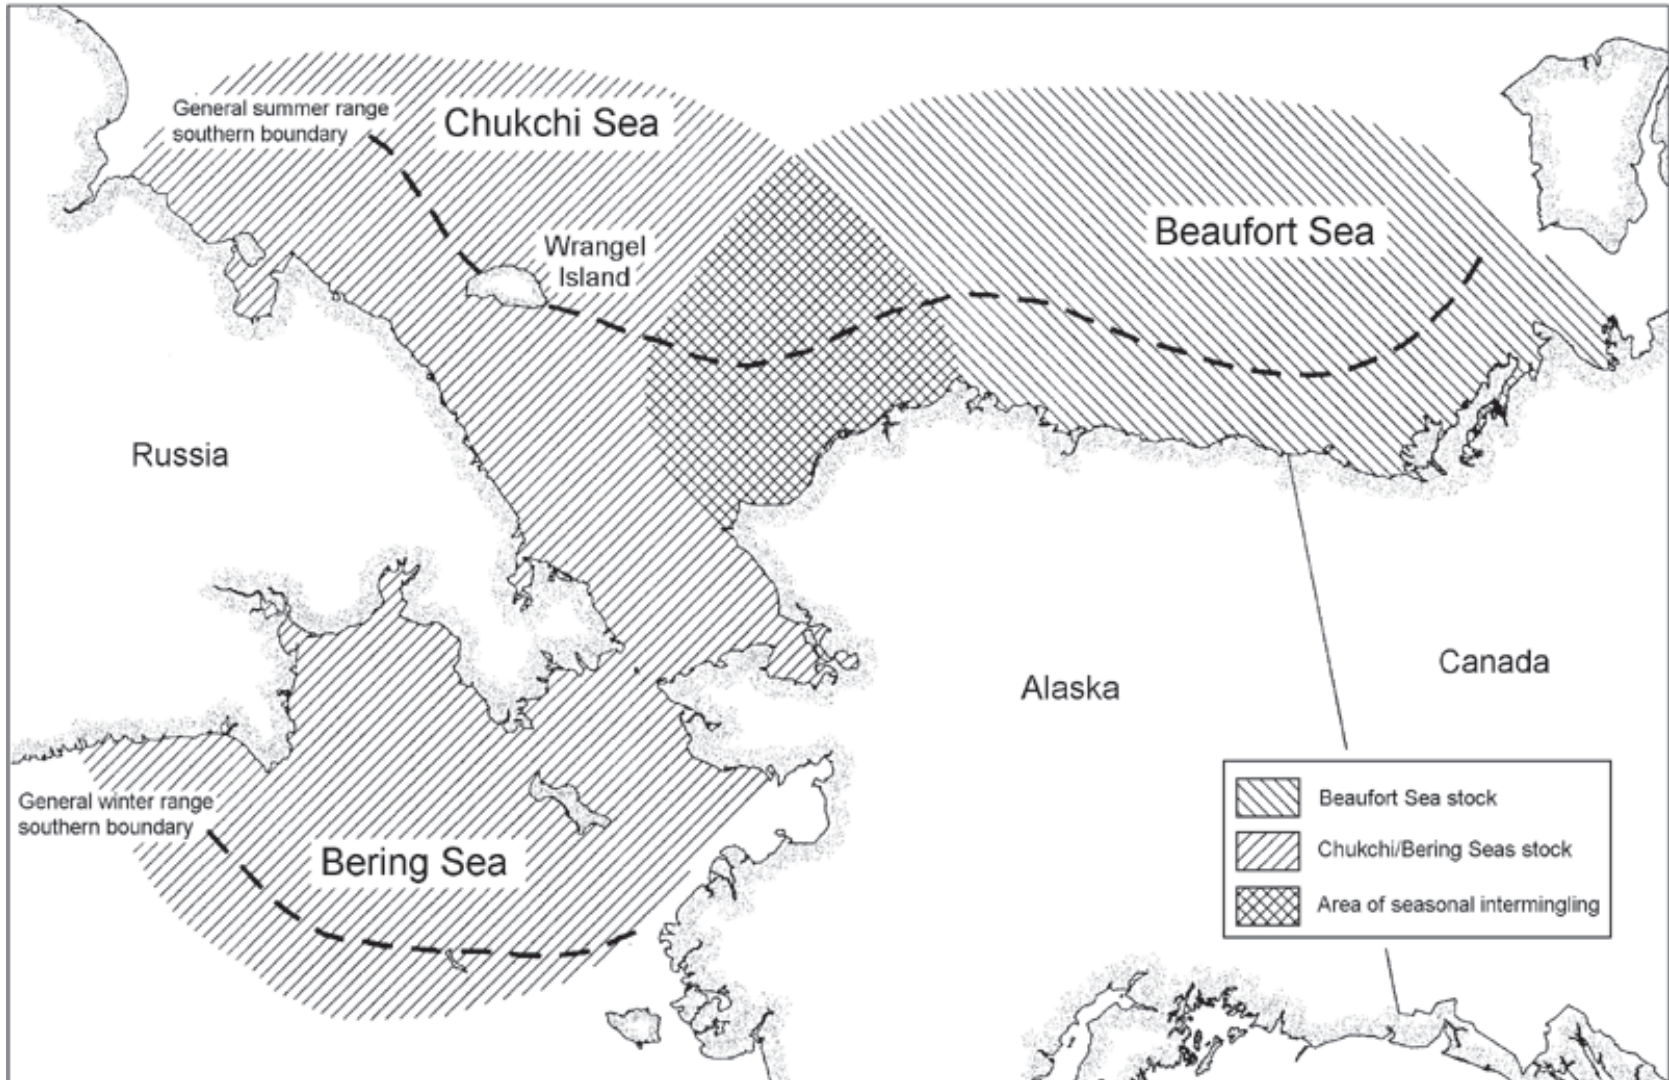 General summer range
southern boundary
Chukchi Sea
Beaufort Sea
Wrangel
Island
Russia
Alaska
Canada
General winter range
southern boundary
Bering Sea
Beaufort Sea stock
Chukchi/Bering Seas stock
Area of seasonal intermingling